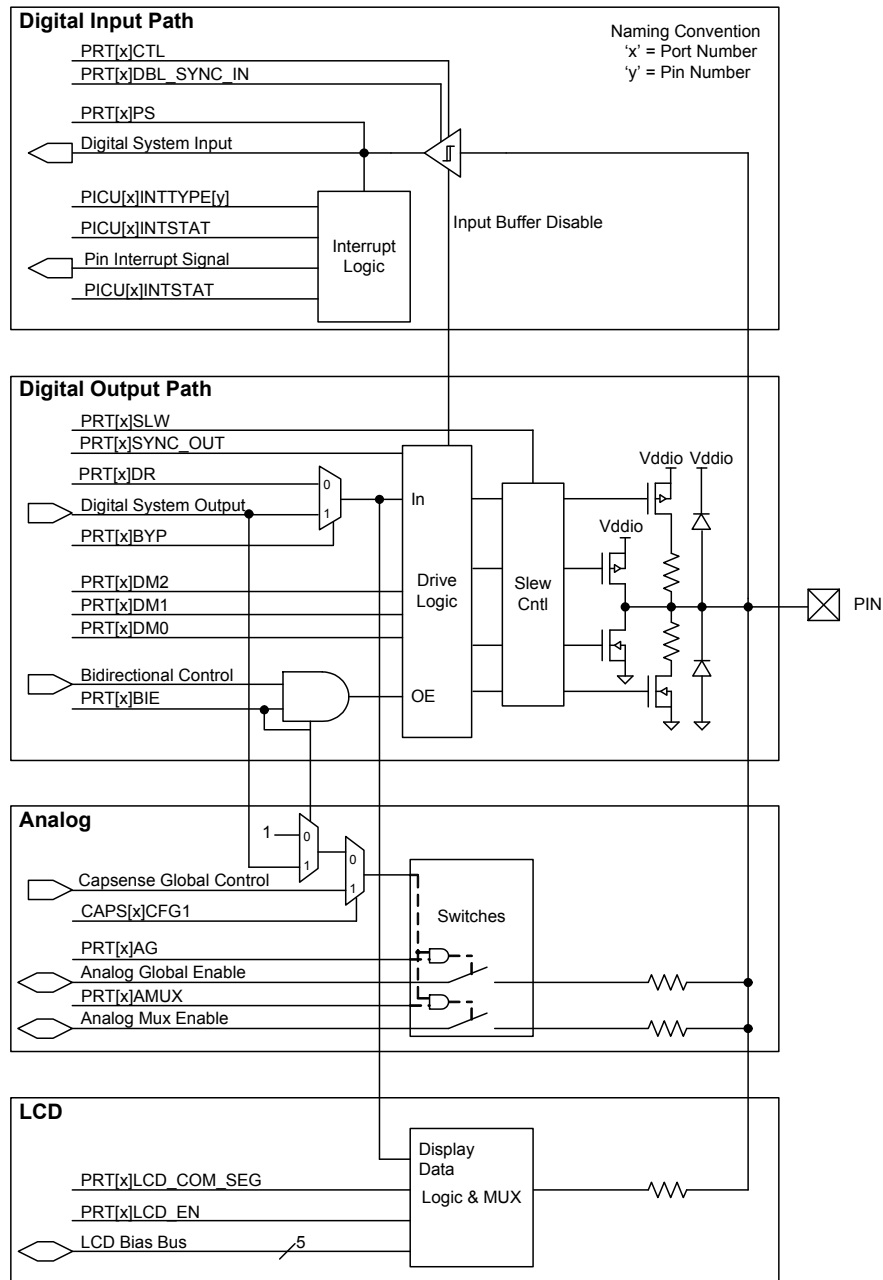 Digital Input Path
Naming Convention
'x' = Port Number
'y' = Pin Number
PRT[x]CTL
PRT[x]DBL_SYNC_IN
PRT[x]PS
Digital System Input
PICU[x]INTTYPE[y]
PICU[x]INTSTAT
Pin Interrupt Signal
PICU[x]INTSTAT
Interrupt
Logic
Input Buffer Disable
Digital Output Path
PRT[x]SLW
PRT[x]SYNC_OUT
PRT[x]DR
Digital System Output
PRT[x]BYP
0
1
PRT[x]DM2
PRT[x]DM1
PRT[x]DM0
Bidirectional Control
PRT[x]BIE
In
Drive
Logic
OE
Slew
Cntl
Vddio
Vddio
Vddio
PIN
Analog
1
0
1
0
1
Capsense Global Control
CAPS[x]CFG1
Switches
PRT[x]AG
Analog Global Enable
PRT[x]AMUX
Analog Mux Enable
LCD
Display
Data
Logic & MUX
PRT[x]LCD_COM_SEG
PRT[x]LCD_EN
LCD Bias Bus
5